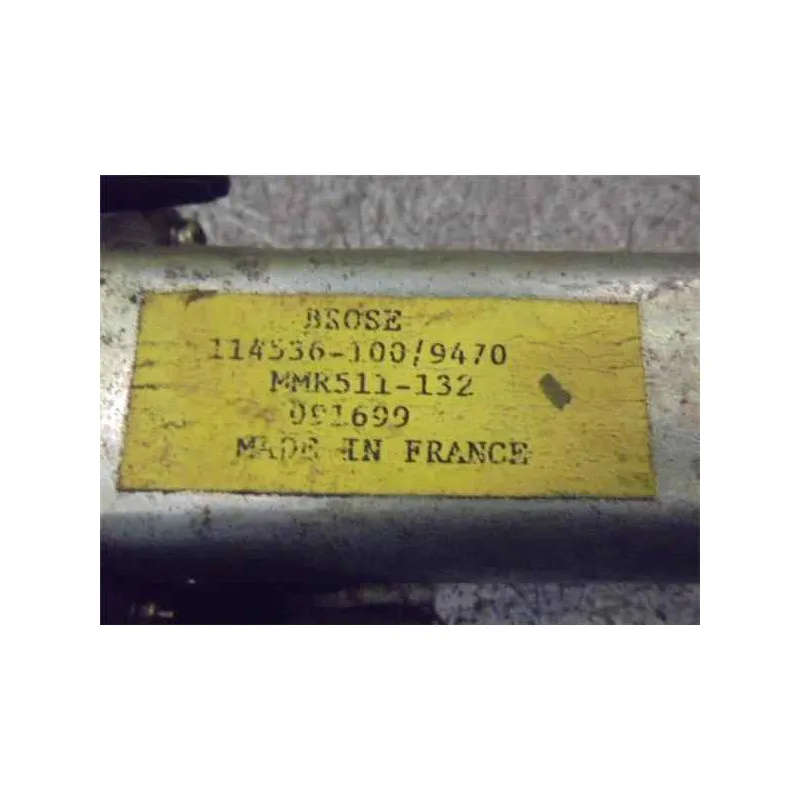 BROSE
114536-100/9470
MMR511-132
091699
MADE IN FRANCE